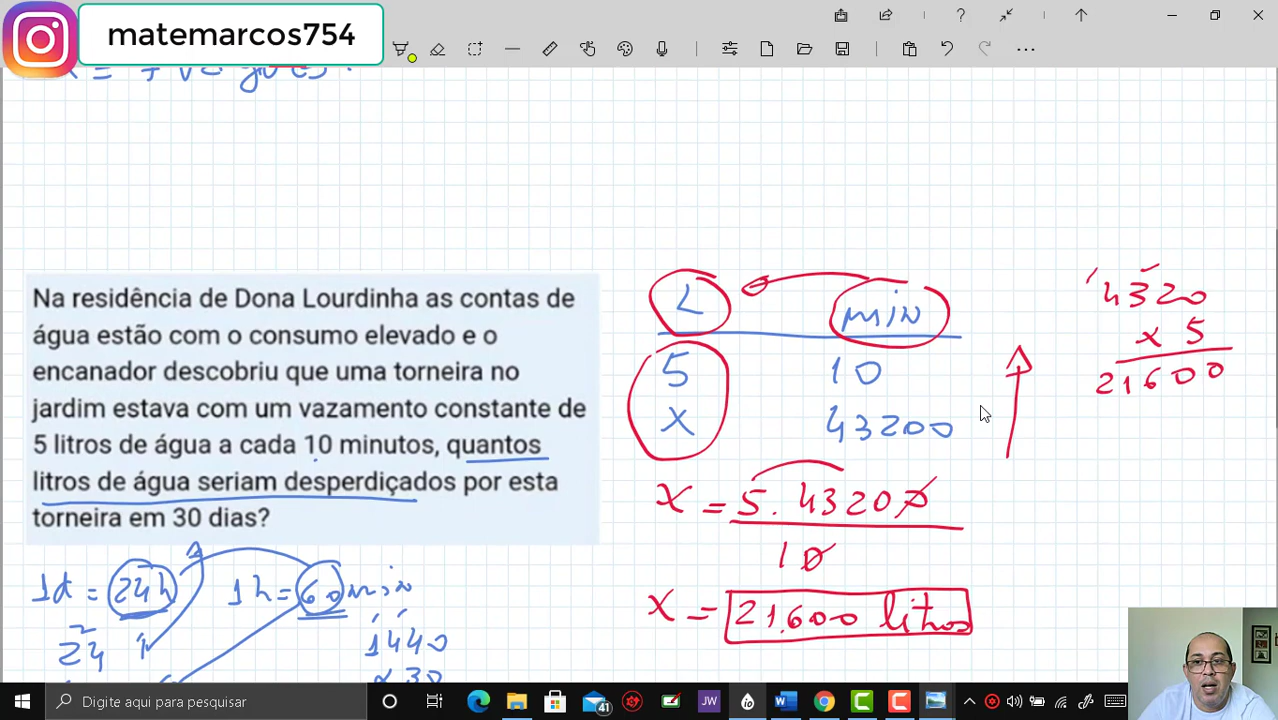 matemarcos754
Na residência de Dona Lourdinha as contas de
água estão com o consumo elevado e o
encanador descobriu que uma torneira no
jardim estava com um vazamento constante de
5 litros de água a cada 10 minutos, quantos
litros de água seriam desperdiçados por esta
torneira em 30 dias?
1d = 24h 1h = 60 min
24
1440
x 30
L min
5 10
x 43200
x = 5. 43200
10
x = 21.600 litros
4320
x 5
21600
Digite aqui para pesquisar
41
JW